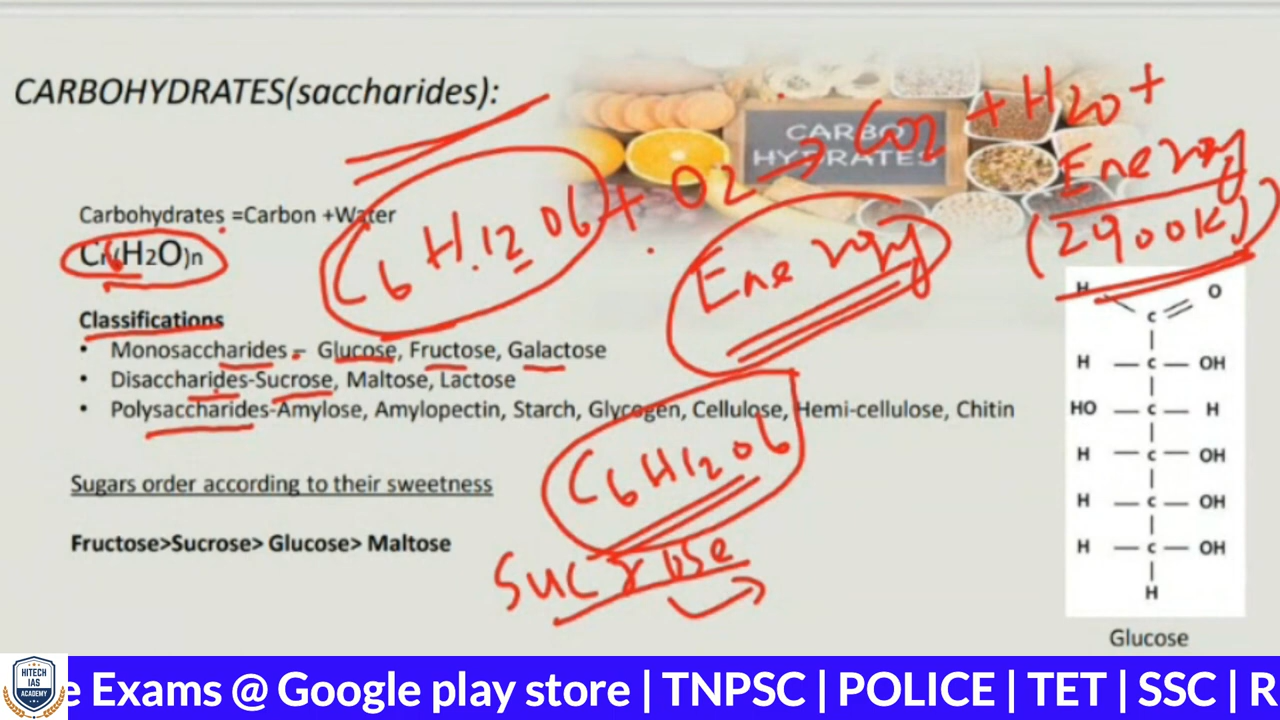 CARBOHYDRATES(saccharides):
CARBO
HYDRATES
C6H12O6 + O2 → CO2 + H2O +
Energy
(2900KJ)
Carbohydrates =Carbon +Water
Cn(H2O)n
Energy
Classifications
• Monosaccharides – Glucose, Fructose, Galactose
• Disaccharides-Sucrose, Maltose, Lactose
• Polysaccharides-Amylose, Amylopectin, Starch, Glycogen, Cellulose, Hemi-cellulose, Chitin
C6H12O6
Sucrose
Sugars order according to their sweetness
Fructose>Sucrose> Glucose> Maltose
H O
C
H — C — OH
HO — C — H
H — C — OH
H — C — OH
H — C — OH
H
Glucose
HITECH
IAS
ACADEMY
e Exams @ Google play store | TNPSC | POLICE | TET | SSC | R